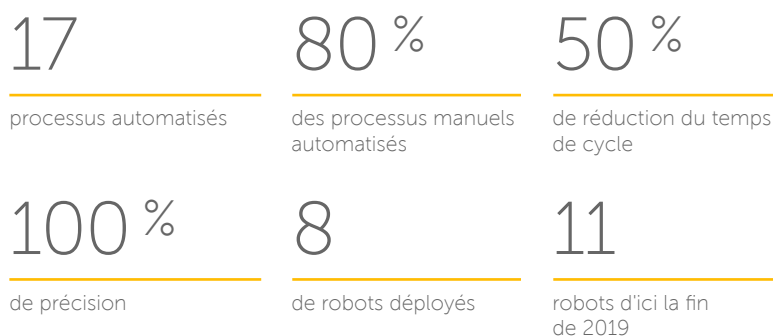 17
80 %
50 %
processus automatisés
des processus manuels
automatisés
de réduction du temps
de cycle
100 %
8
11
de précision
de robots déployés
robots d'ici la fin
de 2019